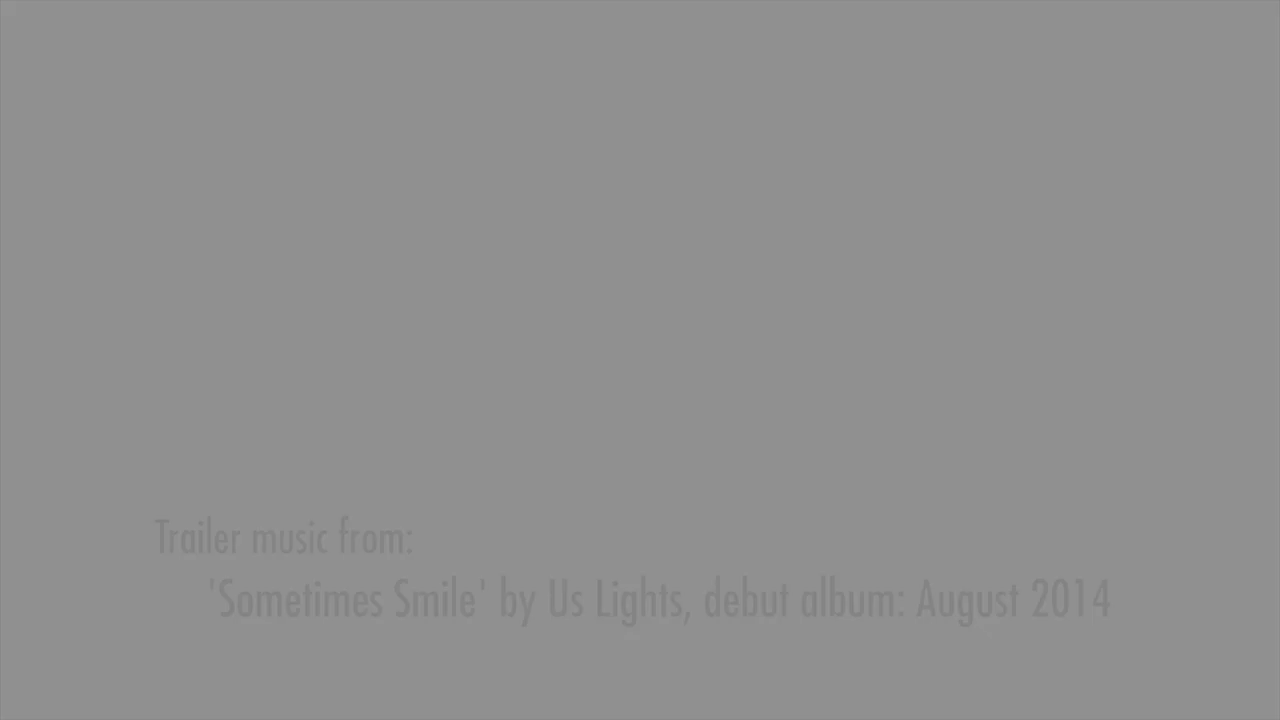 Trailer music from:
'Sometimes Smile' by Us Lights, debut album: August 2014